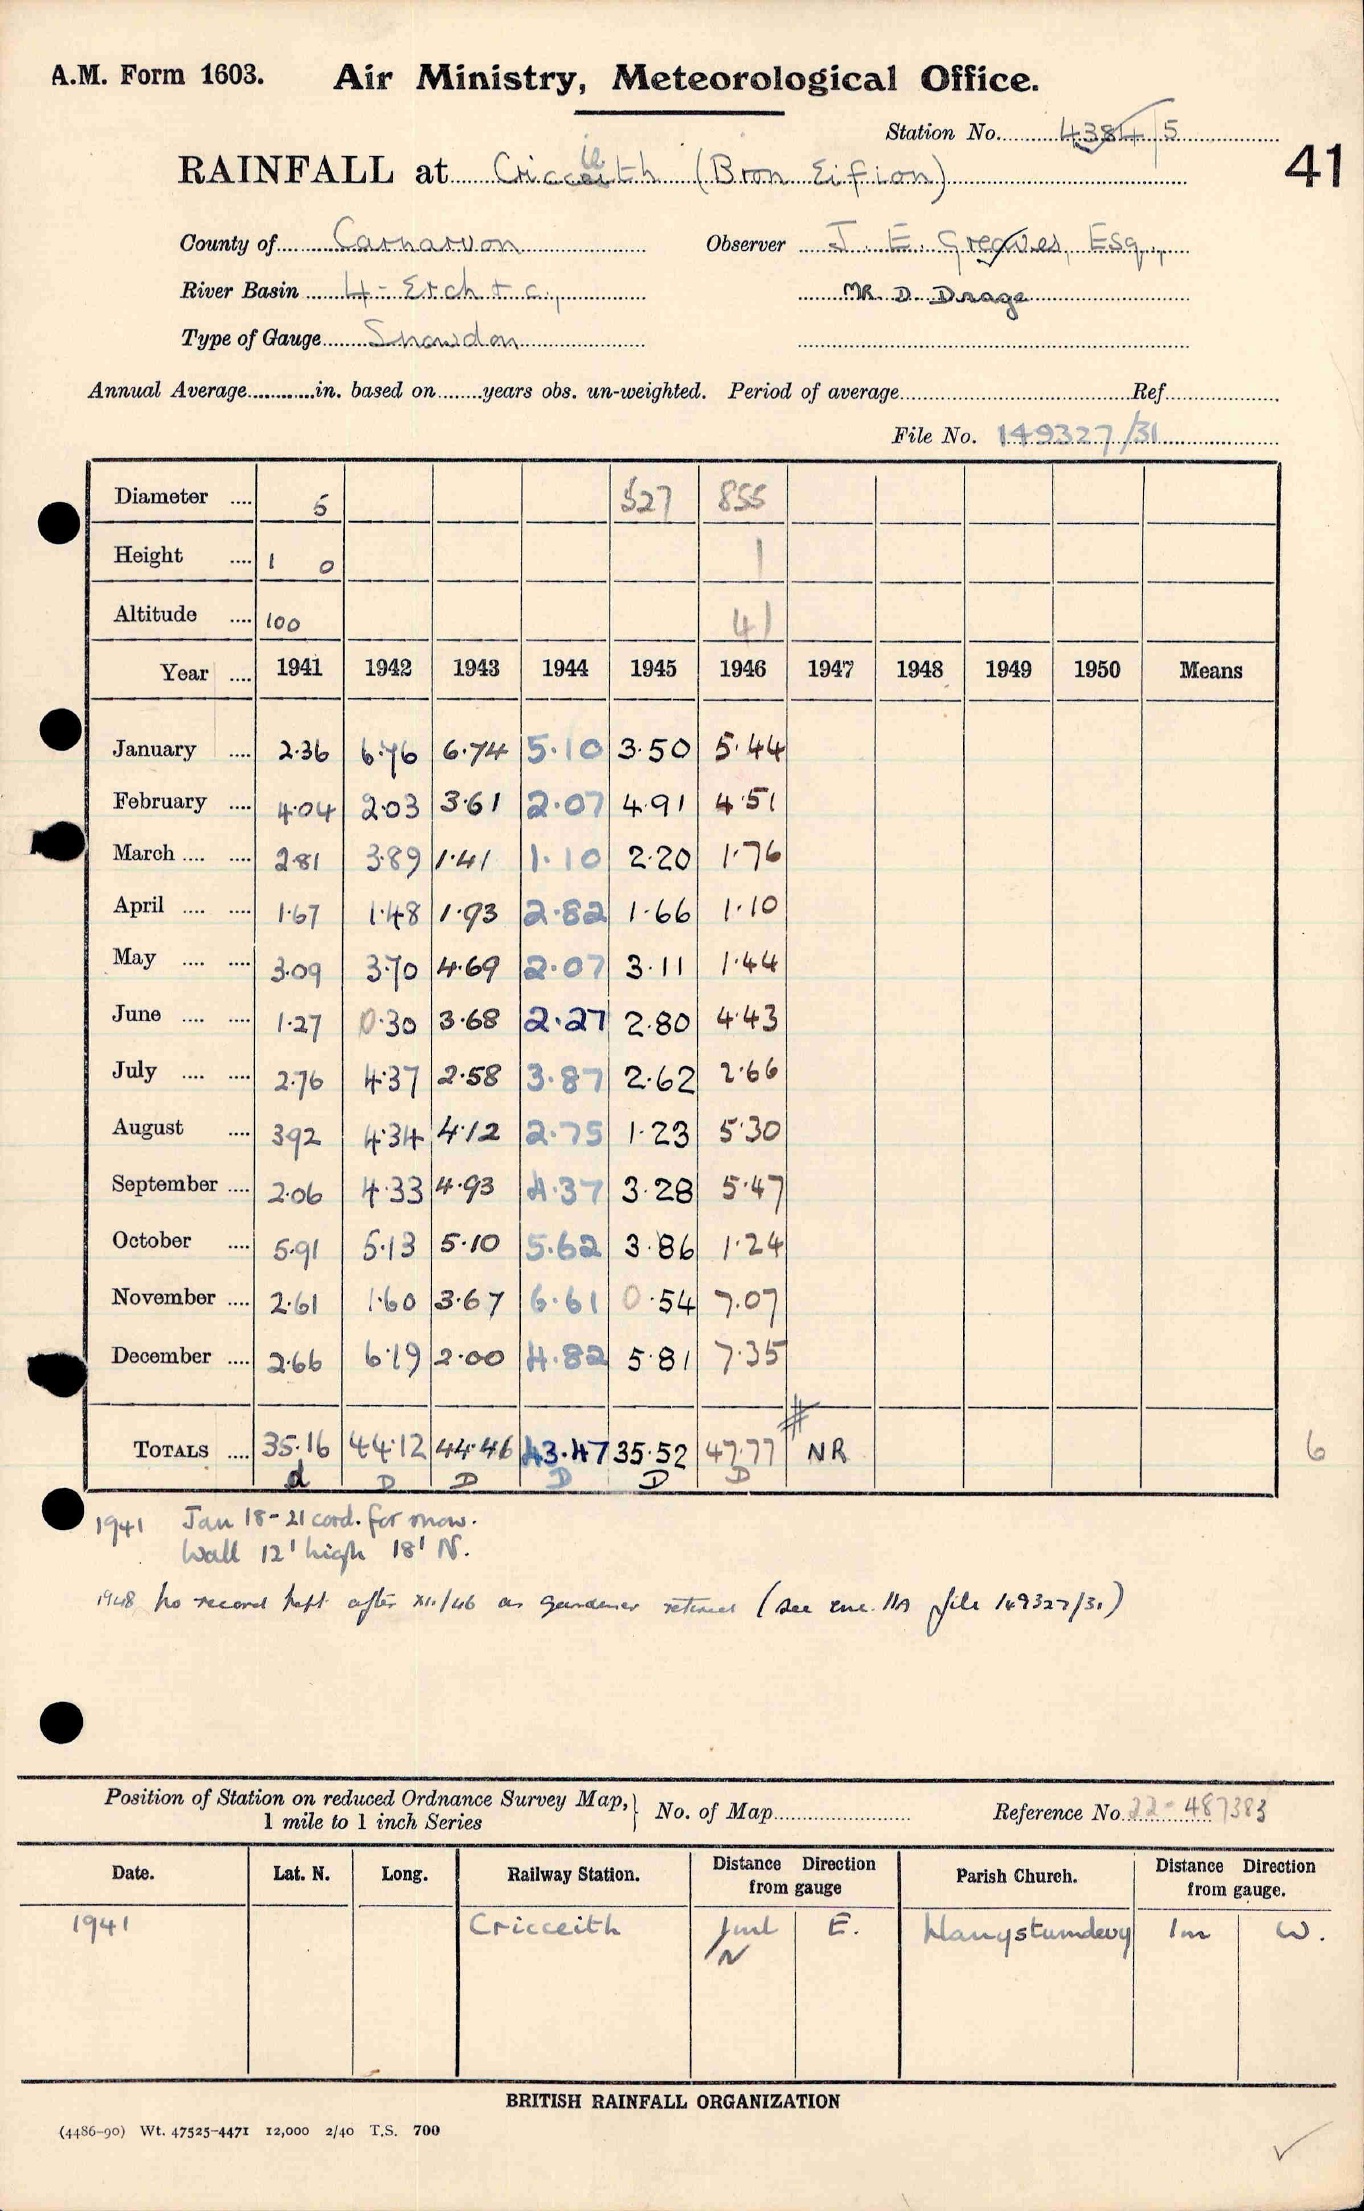 A.M. Form 1603. Air Ministry, Meteorological Office.
Station No. 4384/5
41
RAINFALL at Criccieth (Bron Eifion)
County of Carnarvon Observer J. E. Greaves, Esq.,
River Basin 4 - Erch + c., Mr. D. Drage
Type of Gauge Snowdon
Annual Average in. based on years obs. un-weighted. Period of average Ref.
File No. 149327/31
Diameter .... 5 527 855
Height .... 1 0 1
Altitude .... 100 41
Year .... 1941 1942 1943 1944 1945 1946 1947 1948 1949 1950 Means
January .... 2.36 6.76 6.74 5.10 3.50 5.44
February .... 4.04 2.03 3.61 2.07 4.91 4.51
March .... .... 2.81 3.89 1.41 1.10 2.20 1.76
April .... .... 1.67 1.48 1.93 2.82 1.66 1.10
May .... .... 3.09 3.70 4.69 2.07 3.11 1.44
June .... .... 1.27 0.30 3.68 2.27 2.80 4.43
July .... .... 2.76 4.37 2.58 3.87 2.62 2.66
August .... 3.92 4.34 4.12 2.75 1.23 5.30
September .... 2.06 4.33 4.93 4.37 3.28 5.47
October .... 5.91 5.13 5.10 5.62 3.86 1.24
November .... 2.61 1.60 3.67 6.61 0.54 7.07
December .... 2.66 6.19 2.00 4.82 5.81 7.35
TOTALS .... 35.16 44.12 44.46 43.47 35.52 47.77 NR 6
d D D D D D
1941 Jan 18-21 cord. for snow.
Wall 12' high 18' N.
1948 No record kept after XII/46 as gardener retired (see enc. 11A file 149327/31)
Position of Station on reduced Ordnance Survey Map, 1 mile to 1 inch Series } No. of Map Reference No. 22-487383
Date. Lat. N. Long. Railway Station. Distance Direction from gauge Parish Church. Distance Direction from gauge.
1941 Cricceith E. Llanystumdwy 1m W.
N
BRITISH RAINFALL ORGANIZATION
(4486-90) Wt. 47525-4471 12,000 2/40 T.S. 700